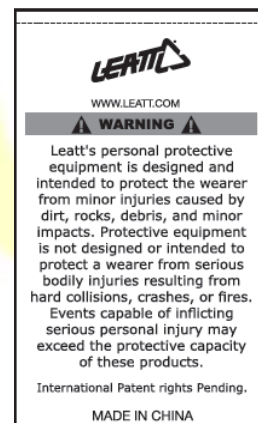 LEATT
WWW.LEATT.COM
WARNING
Leatt's personal protective
equipment is designed and
intended to protect the wearer
from minor injuries caused by
dirt, rocks, debris, and minor
impacts. Protective equipment
is not designed or intended to
protect a wearer from serious
bodily injuries resulting from
hard collisions, crashes, or fires.
Events capable of inflicting
serious personal injury may
exceed the protective capacity
of these products.
International Patent rights Pending.
MADE IN CHINA